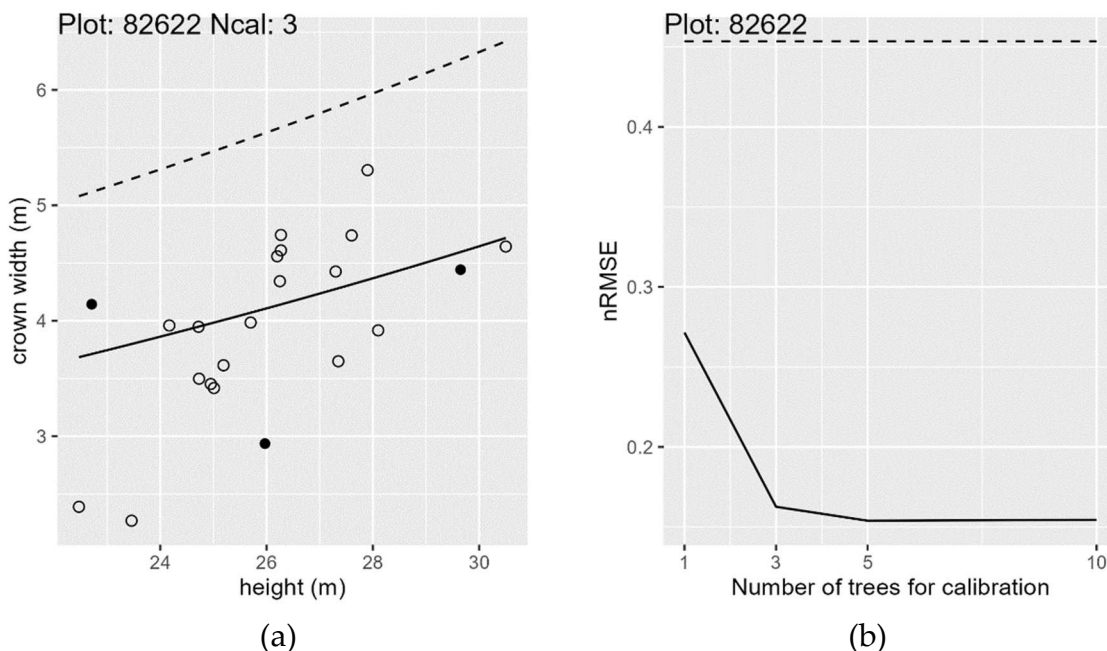 Plot: 82622 Ncal: 3
crown width (m)
6
5
4
3
24 26 28 30
height (m)
(a)
Plot: 82622
nRMSE
0.4
0.3
0.2
1 3 5 10
Number of trees for calibration
(b)